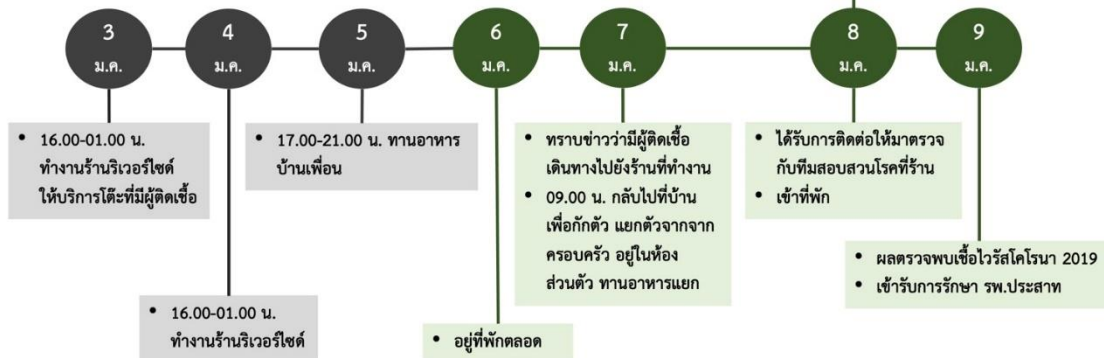 3
ม.ค.
4
ม.ค.
5
ม.ค.
6
ม.ค.
7
ม.ค.
8
ม.ค.
9
ม.ค.
• 16.00-01.00 น.
ทำงานร้านริเวอร์ไซด์
ให้บริการโต๊ะที่มีผู้ติดเชื้อ
• 16.00-01.00 น.
ทำงานร้านริเวอร์ไซด์
• 17.00-21.00 น. ทานอาหาร
บ้านเพื่อน
• อยู่ที่พักตลอด
• ทราบข่าวว่ามีผู้ติดเชื้อ
เดินทางไปยังร้านที่ทำงาน
• 09.00 น. กลับไปที่บ้าน
เพื่อกักตัว แยกตัวจากจาก
ครอบครัว อยู่ในห้อง
ส่วนตัว ทานอาหารแยก
• ได้รับการติดต่อให้มาตรวจ
กับทีมสอบสวนโรคที่ร้าน
• เข้าที่พัก
• ผลตรวจพบเชื้อไวรัสโคโรนา 2019
• เข้ารับการรักษา รพ.ประสาท